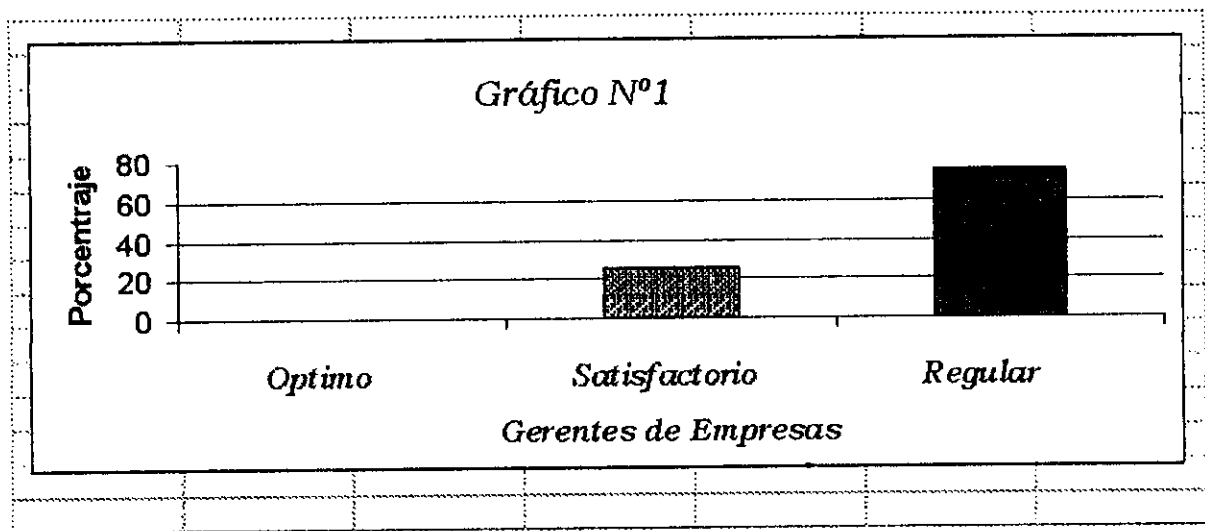 Gráfico Nº1
Porcentraje
80
60
40
20
0
Optimo Satisfactorio Regular
Gerentes de Empresas